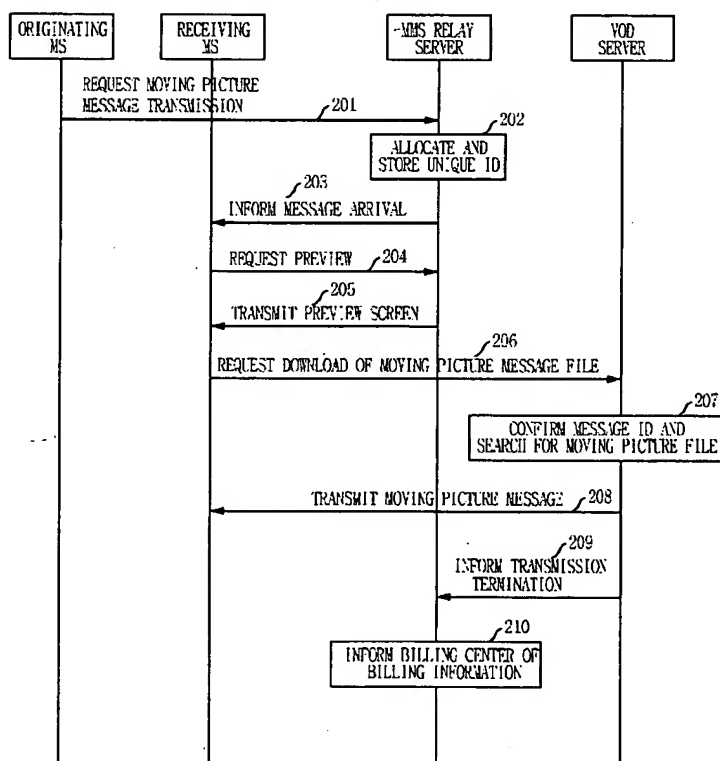 ORIGINATING
MS
RECEIVING
MS
MMS RELAY
SERVER
VOD
SERVER
REQUEST MOVING PICTURE
MESSAGE TRANSMISSION
201
202
ALLOCATE AND
STORE UNIQUE ID
203
INFORM MESSAGE ARRIVAL
REQUEST PREVIEW
204
205
TRANSMIT PREVIEW SCREEN
206
REQUEST DOWNLOAD OF MOVING PICTURE MESSAGE FILE
207
CONFIRM MESSAGE ID AND
SEARCH FOR MOVING PICTURE FILE
TRANSMIT MOVING PICTURE MESSAGE
208
209
INFORM TRANSMISSION
TERMINATION
210
INFORM BILLING CENTER OF
BILLING INFORMATION